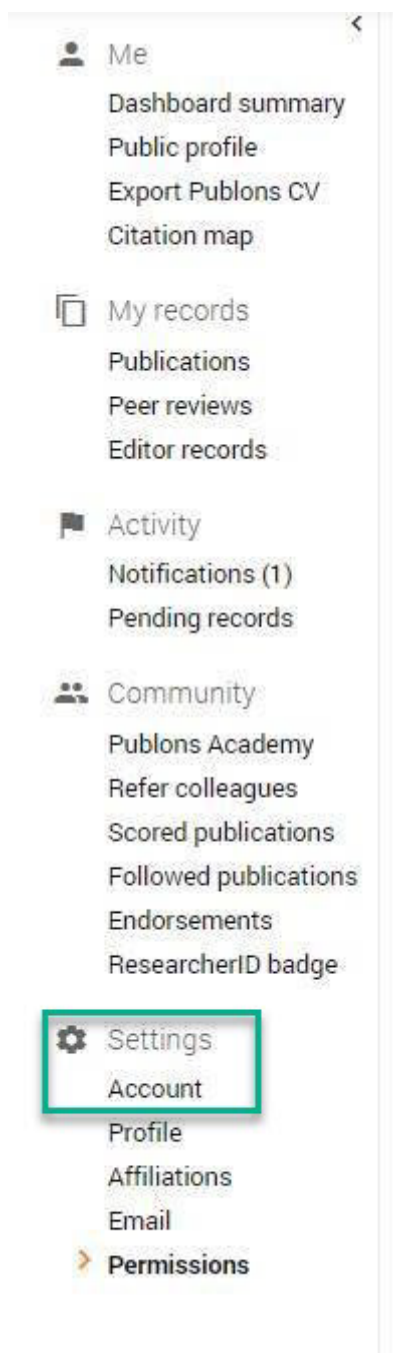 Me
Dashboard summary
Public profile
Export Publons CV
Citation map
My records
Publications
Peer reviews
Editor records
Activity
Notifications (1)
Pending records
Community
Publons Academy
Refer colleagues
Scored publications
Followed publications
Endorsements
ResearcherID badge
Settings
Account
Profile
Affiliations
Email
Permissions